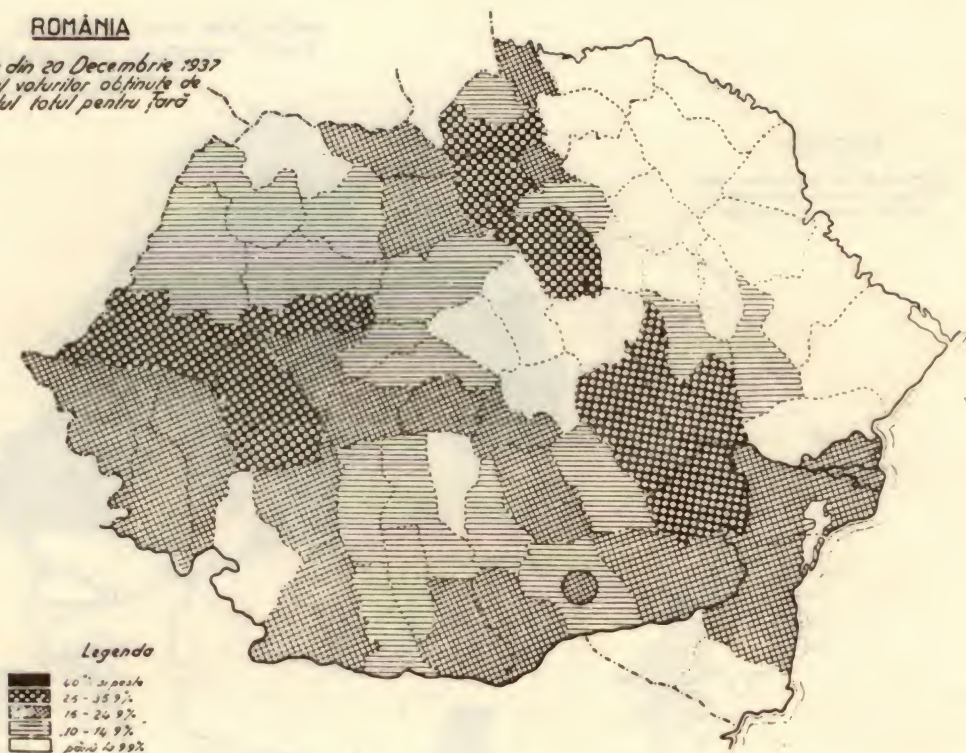 ROMÂNIA
din 20 Decembrie 1937
voturilor obținute de
totul pentru Țară
Legenda
40% și peste
25 - 35.9%
15 - 24.9%
10 - 14.9%
până la 9.9%